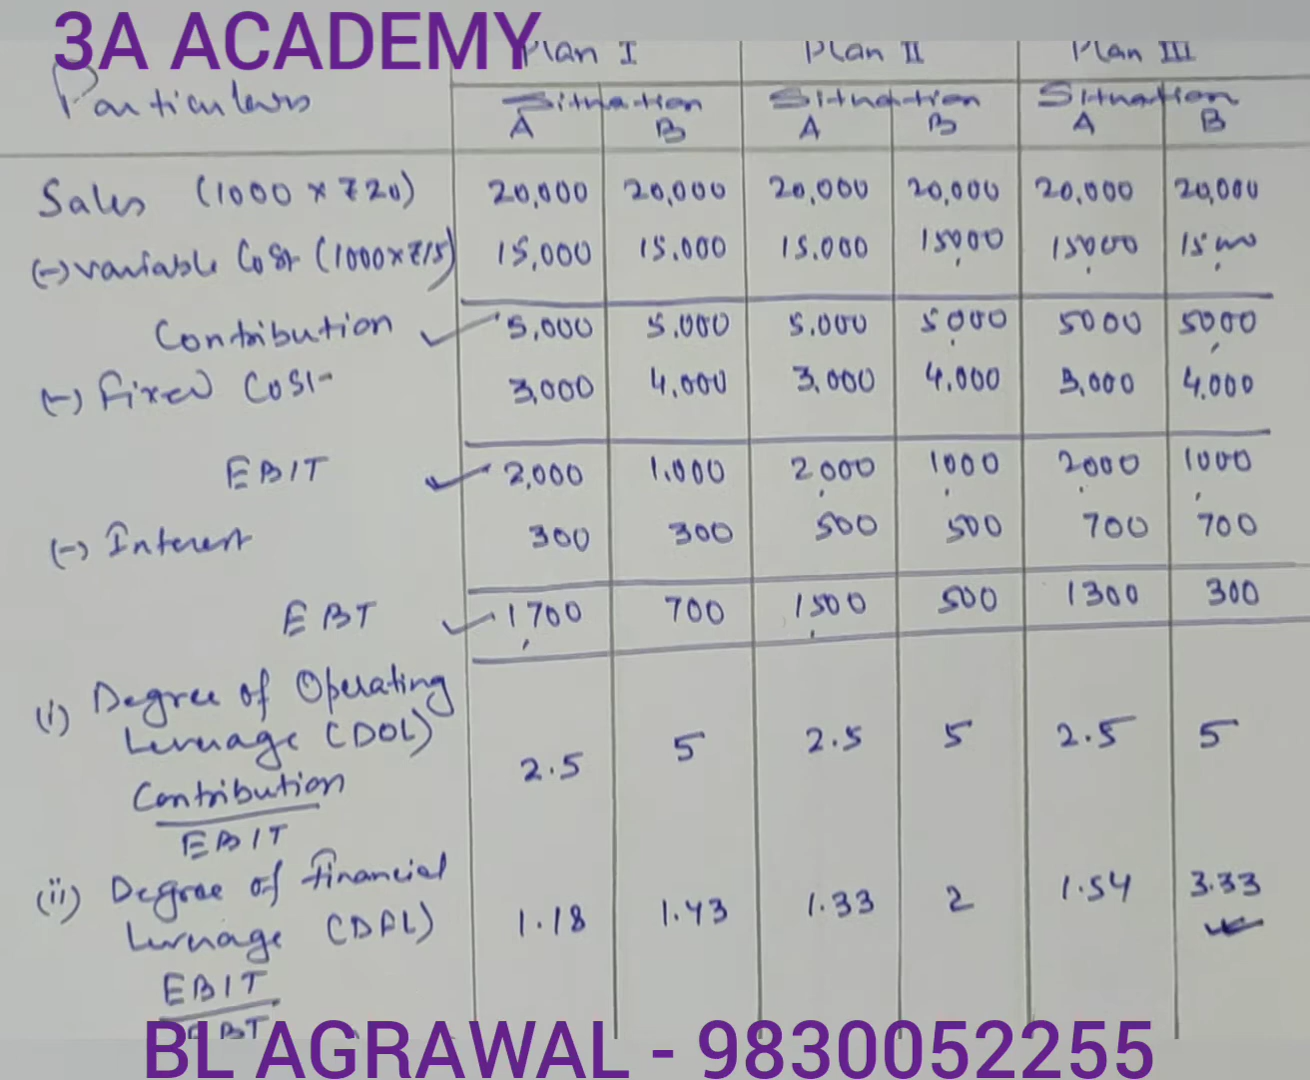 3A ACADEMY
Particulars Plan I Plan II Plan III
Situation Situation Situation
A B A B A B
Sales (1000 x ₹20) 20,000 20,000 20,000 20,000 20,000 20,000
(-) Variable Cost (1000x₹15) 15,000 15,000 15,000 15000 15000 15000
Contribution 5,000 5,000 5,000 5000 5000 5000
(-) Fixed Cost 3,000 4,000 3,000 4,000 3,000 4,000
EBIT 2,000 1,000 2,000 1000 2000 1000
(-) Interest 300 300 500 500 700 700
EBT 1700 700 1500 500 1300 300
(i) Degree of Operating
Leverage (DOL) 2.5 5 2.5 5 2.5 5
Contribution
EBIT
(ii) Degree of Financial
Leverage (DFL) 1.18 1.43 1.33 2 1.54 3.33
EBIT
EBT
BL AGRAWAL - 9830052255